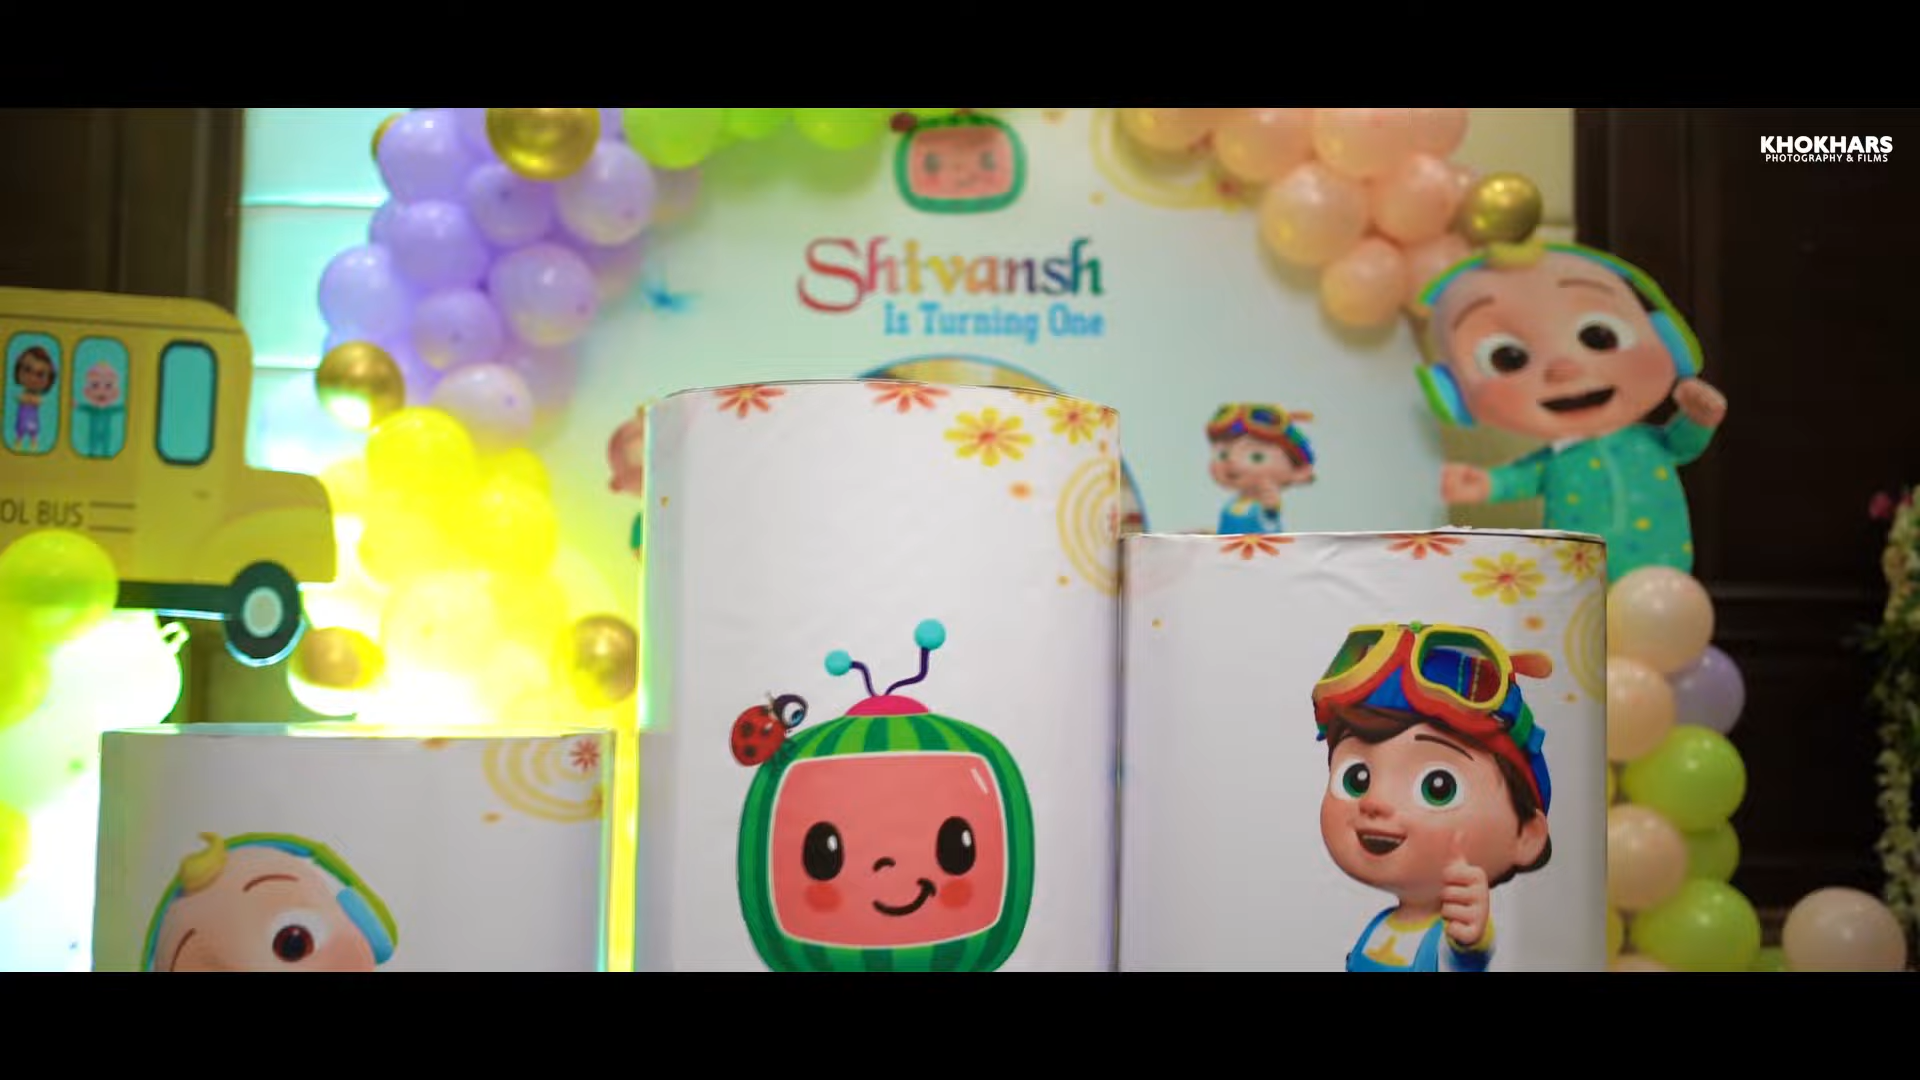 KHOKHARS
PHOTOGRAPHY & FILMS
Shivansh
Is Turning One
OL BUS